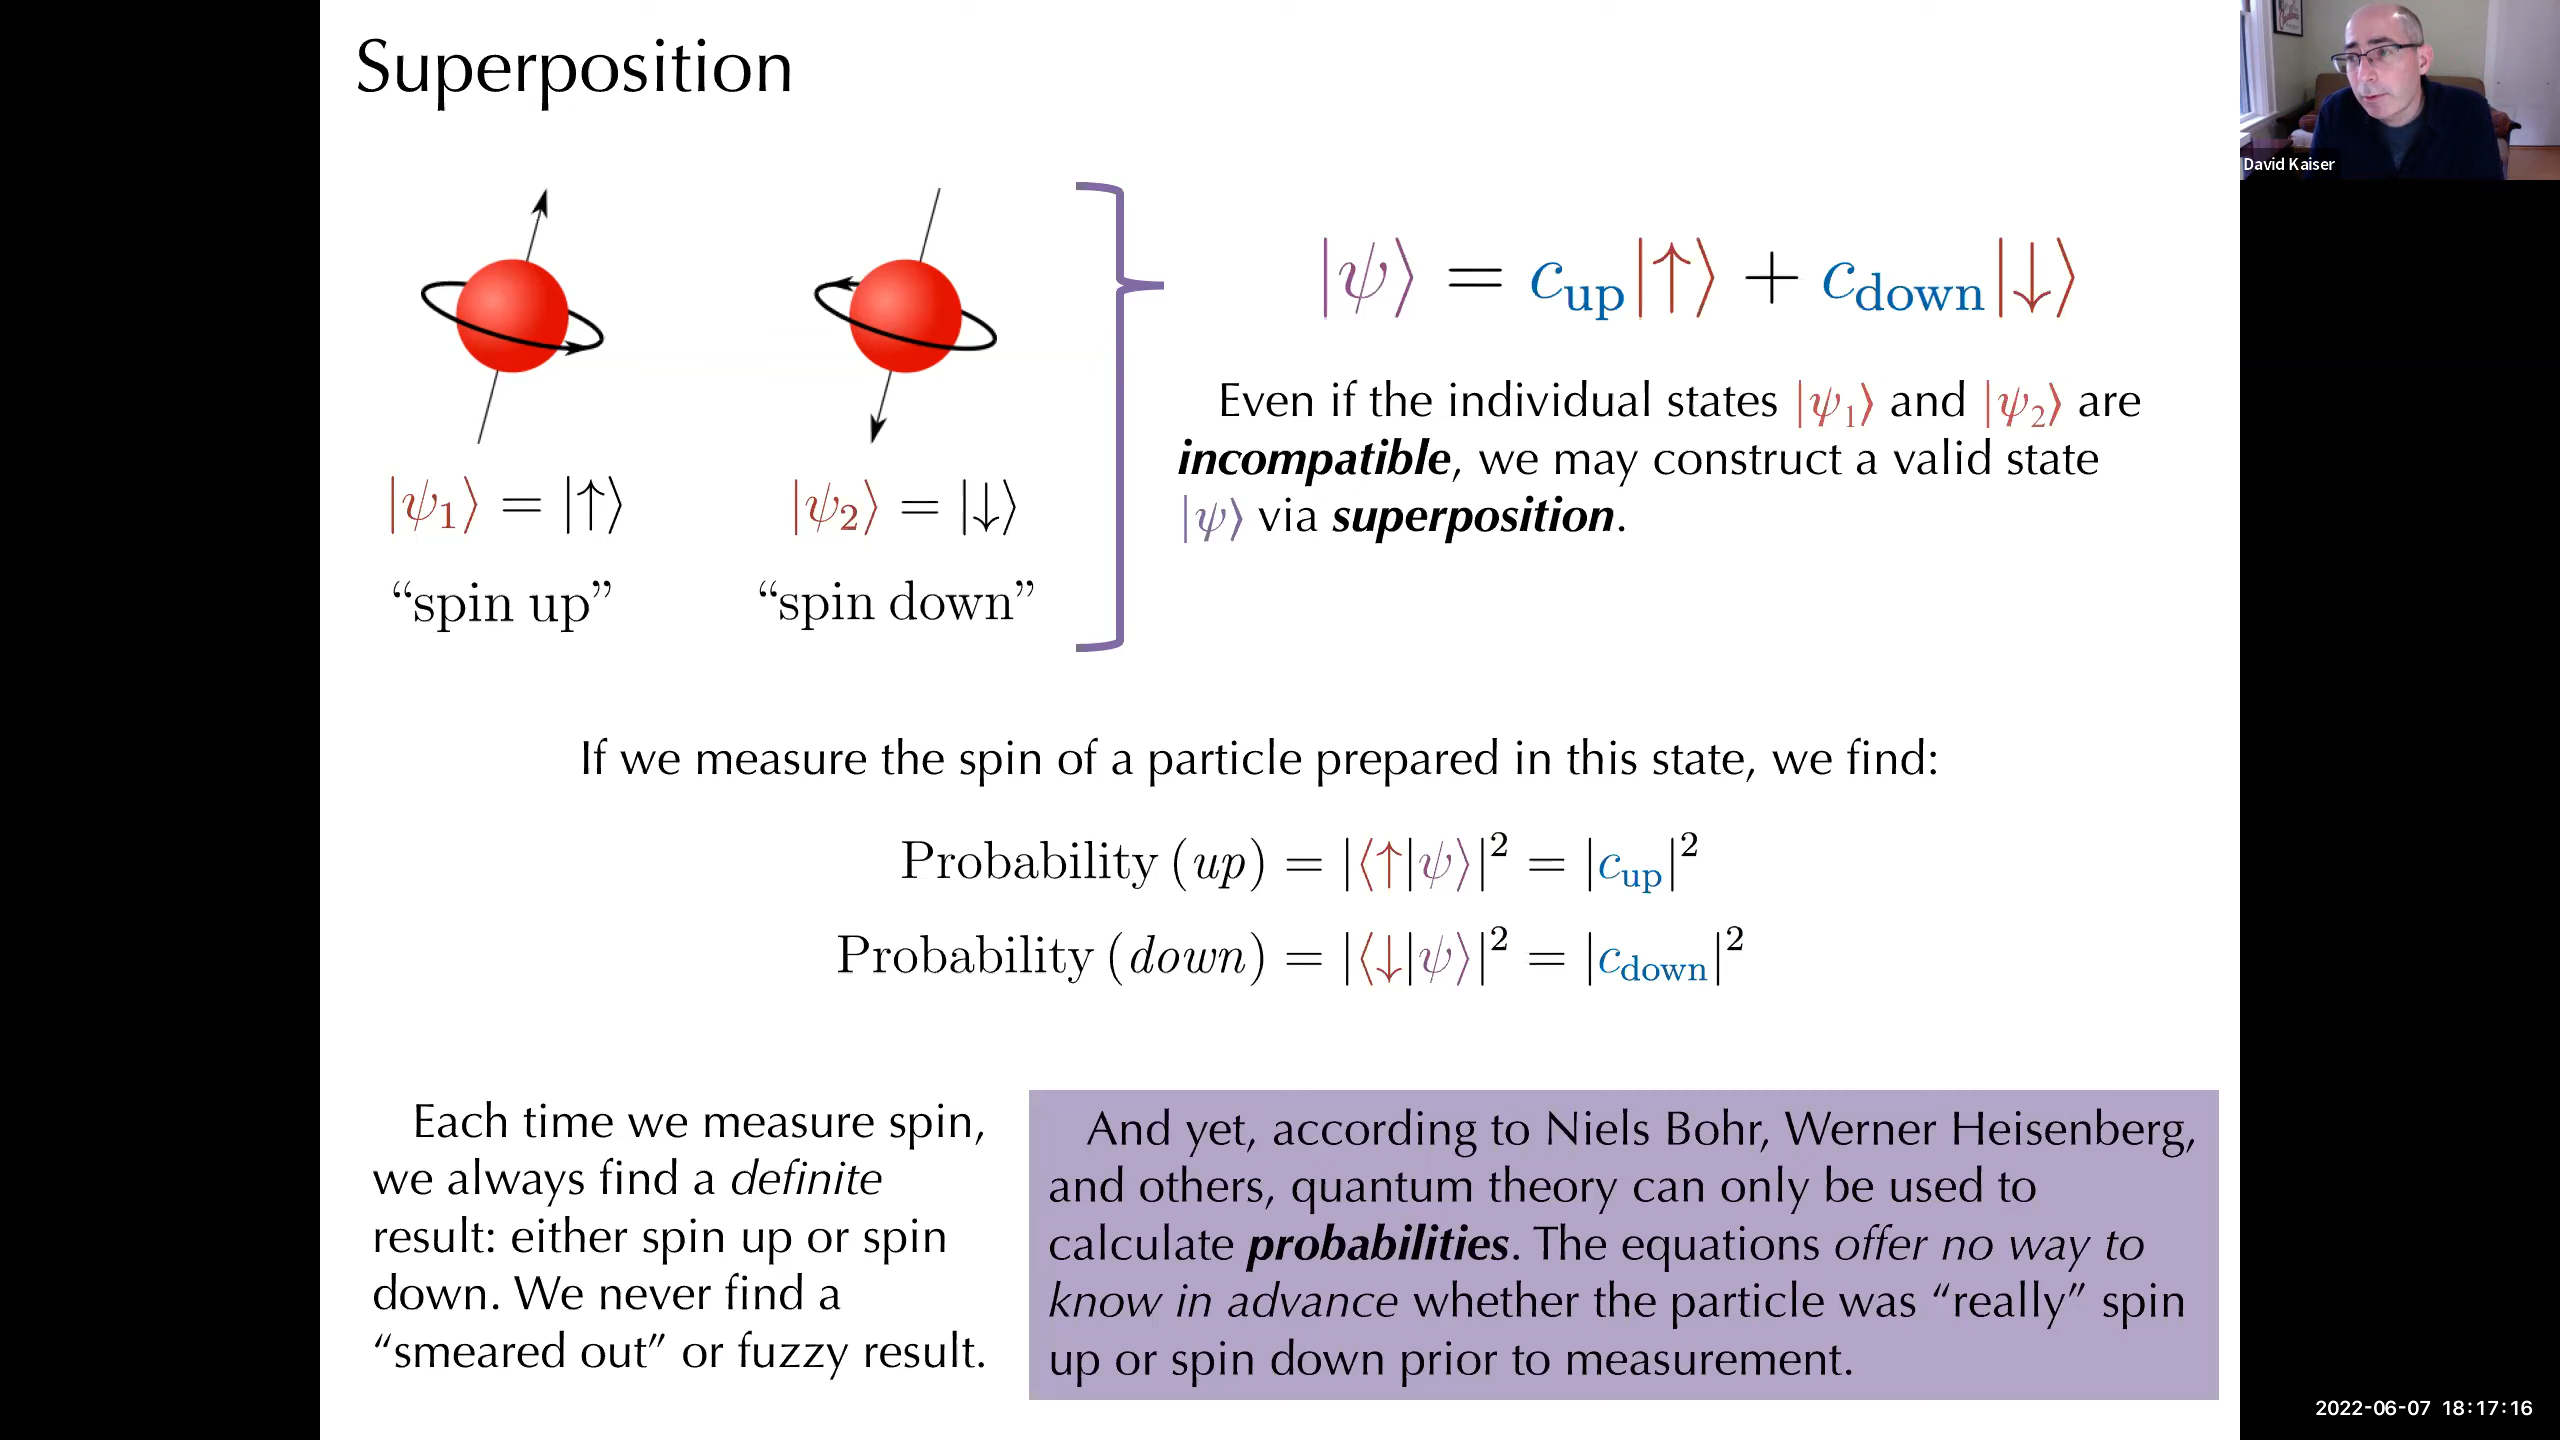 Superposition
David Kaiser
|ψ⟩ = c_up|↑⟩ + c_down|↓⟩
Even if the individual states |ψ₁⟩ and |ψ₂⟩ are
incompatible, we may construct a valid state
|ψ⟩ via superposition.
|ψ₁⟩ = |↑⟩
|ψ₂⟩ = |↓⟩
“spin up”
“spin down”
If we measure the spin of a particle prepared in this state, we find:
Probability (up) = |⟨↑|ψ⟩|² = |c_up|²
Probability (down) = |⟨↓|ψ⟩|² = |c_down|²
Each time we measure spin,
we always find a definite
result: either spin up or spin
down. We never find a
“smeared out” or fuzzy result.
And yet, according to Niels Bohr, Werner Heisenberg,
and others, quantum theory can only be used to
calculate probabilities. The equations offer no way to
know in advance whether the particle was “really” spin
up or spin down prior to measurement.
2022-06-07 18:17:16